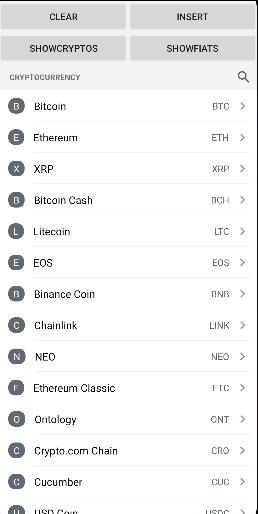 CLEAR INSERT
SHOWCRYPTOS SHOWFIATS
CRYPTOCURRENCY
B Bitcoin BTC
E Ethereum ETH
X XRP XRP
B Bitcoin Cash BCH
L Litecoin LTC
E EOS EOS
B Binance Coin BNB
C Chainlink LINK
N NEO NEO
E Ethereum Classic ETC
O Ontology ONT
C Crypto.com Chain CRO
C Cucumber CUC
U USD Coin USDC